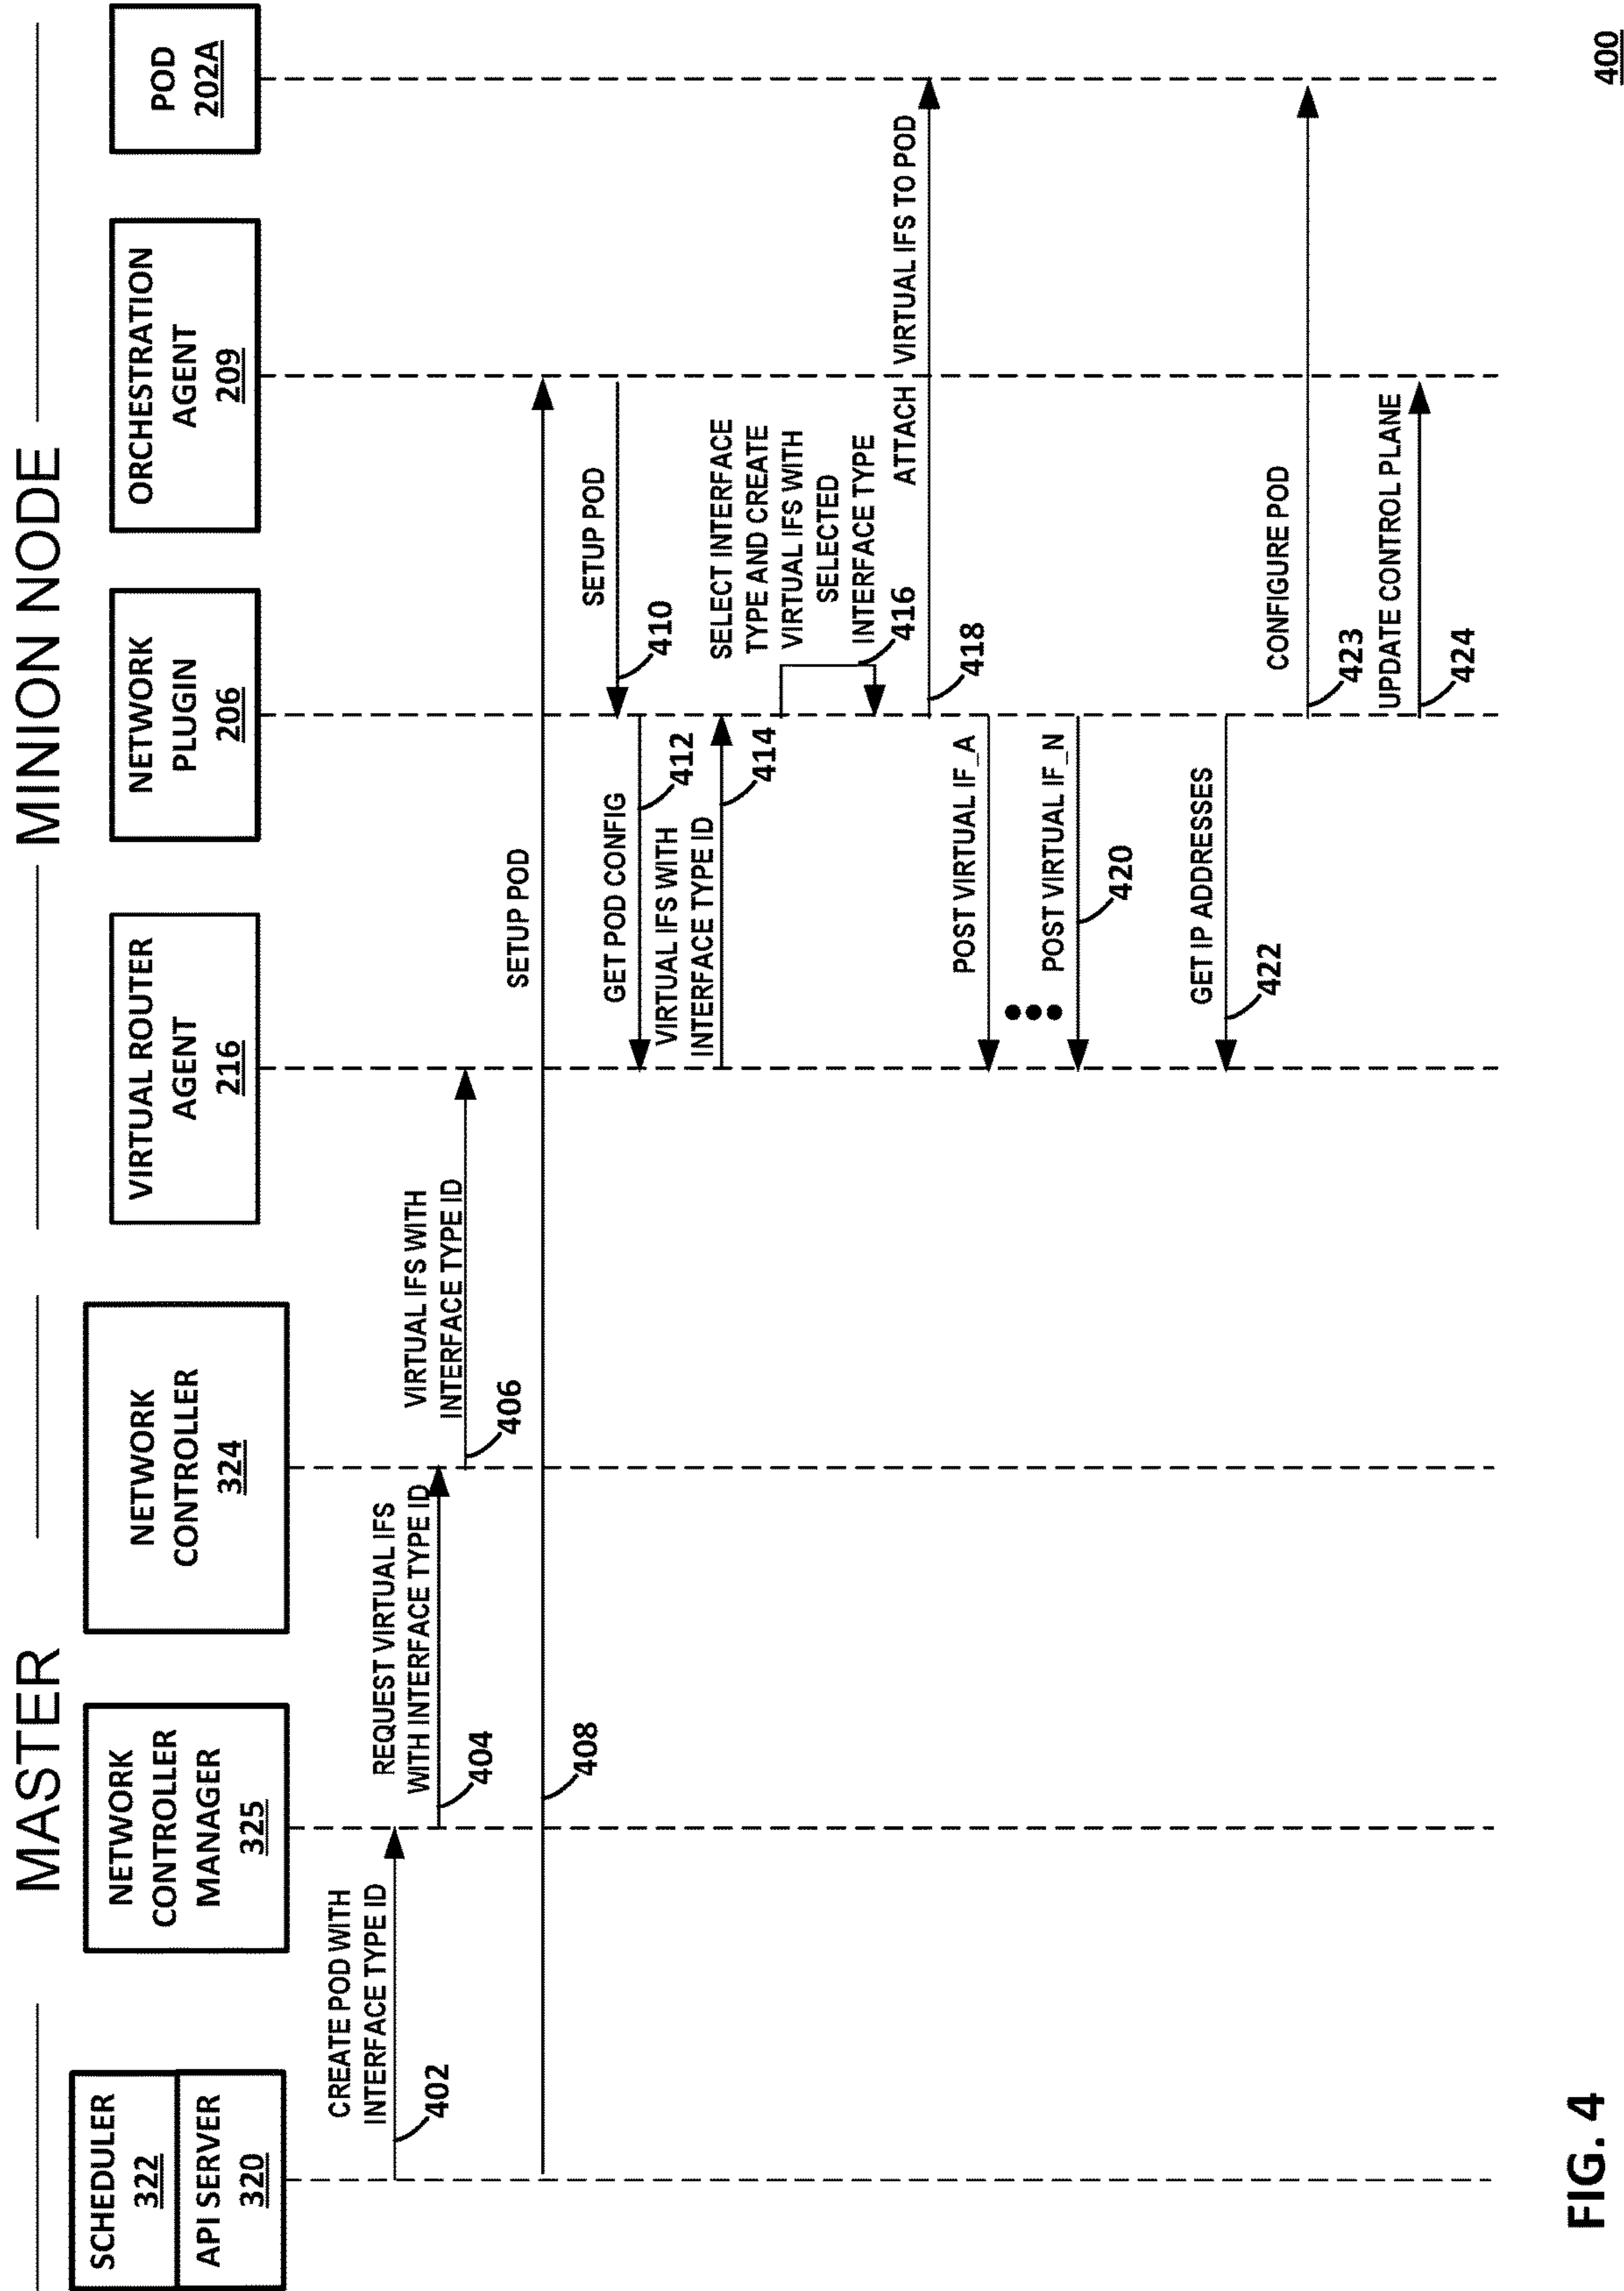 MASTER
MINION NODE
SCHEDULER
322
API SERVER
320
NETWORK
CONTROLLER
MANAGER
325
NETWORK
CONTROLLER
324
VIRTUAL ROUTER
AGENT
216
NETWORK
PLUGIN
206
ORCHESTRATION
AGENT
209
POD
202A
CREATE POD WITH
INTERFACE TYPE ID
402
REQUEST VIRTUAL IFS
WITH INTERFACE TYPE ID
404
VIRTUAL IFS WITH
INTERFACE TYPE ID
406
SETUP POD
408
SETUP POD
410
GET POD CONFIG
412
VIRTUAL IFS WITH
INTERFACE TYPE ID
414
SELECT INTERFACE
TYPE AND CREATE
VIRTUAL IFS WITH
SELECTED
INTERFACE TYPE
416
ATTACH VIRTUAL IFS TO POD
418
POST VIRTUAL IF_A
POST VIRTUAL IF_N
420
GET IP ADDRESSES
422
CONFIGURE POD
423
UPDATE CONTROL PLANE
424
FIG. 4
400